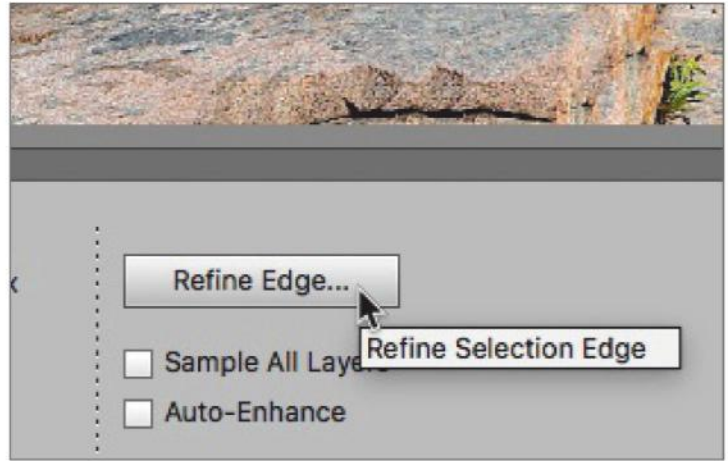 x
Refine Edge...
Refine Selection Edge
Sample All Layers
Auto-Enhance